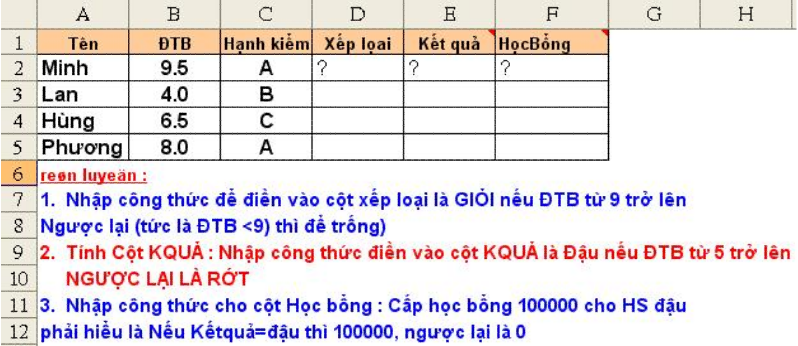 A B C D E F G H
1 Tên ĐTB Hạnh kiểm Xếp lọai Kết quả HọcBổng
2 Minh 9.5 A ? ? ?
3 Lan 4.0 B
4 Hùng 6.5 C
5 Phương 8.0 A
6 reøn luyeän :
7 1. Nhập công thức để điền vào cột xếp loại là GIỎI nếu ĐTB từ 9 trở lên
8 Ngược lại (tức là ĐTB <9) thì để trống)
9 2. Tính Cột KQUẢ : Nhập công thức điền vào cột KQUẢ là Đậu nếu ĐTB từ 5 trở lên
10 NGƯỢC LẠI LÀ RỚT
11 3. Nhập công thức cho cột Học bổng : Cấp học bổng 100000 cho HS đậu
12 phải hiểu là Nếu Kếtquả=đậu thì 100000, ngược lại là 0